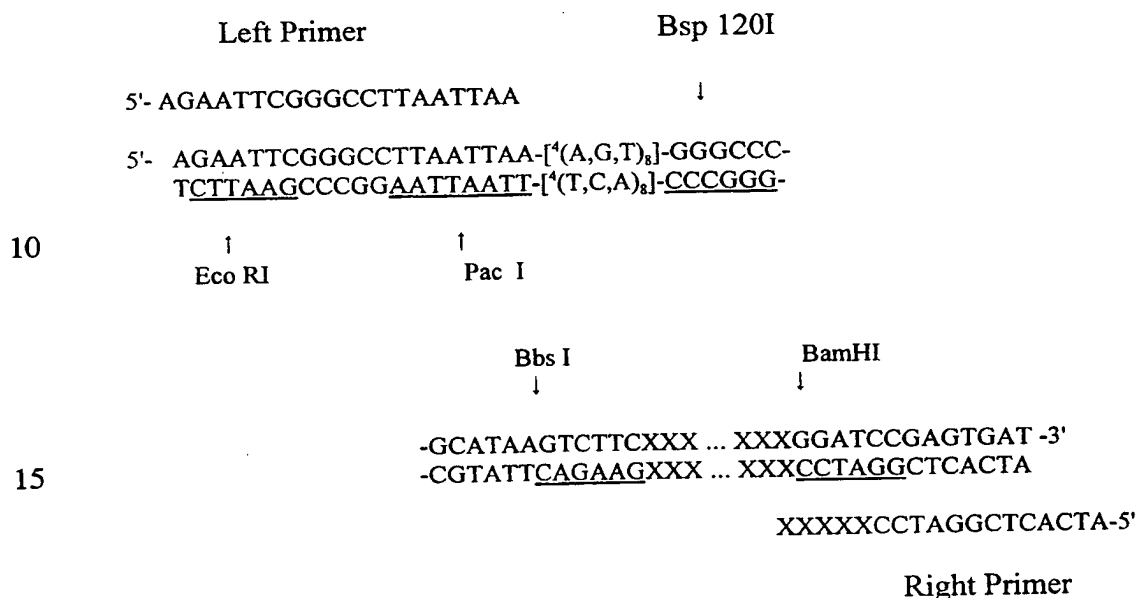 Left Primer Bsp 120I
5'- AGAATTCGGGCCTTAATTAA ↓
5'- AGAATTCGGGCCTTAATTAA-[⁴(A,G,T)₈]-GGGCCC-
TCTTAAGCCCGGAATTAATT-[⁴(T,C,A)₈]-CCCGGG-
10 ↑ ↑
Eco RI Pac I
Bbs I BamHI
↓ ↓
-GCATAAGTCTTCXXX ... XXXGGATCCGAGTGAT -3'
15 -CGTATTCAGAAGXXX ... XXXCCTAGGCTCACTA
XXXXXCCTAGGCTCACTA-5'
Right Primer